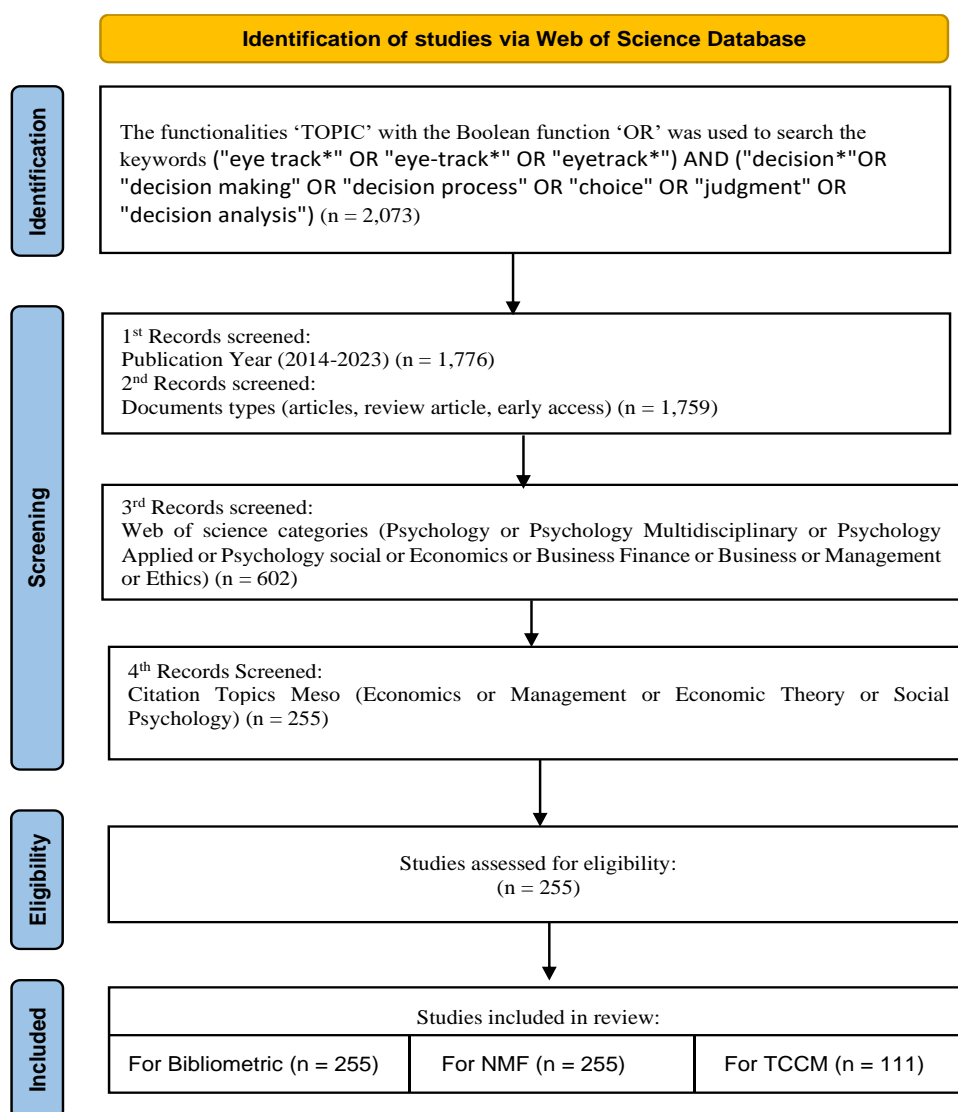 Identification of studies via Web of Science Database
Identification
The functionalities ‘TOPIC’ with the Boolean function ‘OR’ was used to search the
keywords ("eye track*" OR "eye-track*" OR "eyetrack*") AND ("decision*"OR
"decision making" OR "decision process" OR "choice" OR "judgment" OR
"decision analysis") (n = 2,073)
Screening
1st Records screened:
Publication Year (2014-2023) (n = 1,776)
2nd Records screened:
Documents types (articles, review article, early access) (n = 1,759)
3rd Records screened:
Web of science categories (Psychology or Psychology Multidisciplinary or Psychology
Applied or Psychology social or Economics or Business Finance or Business or Management
or Ethics) (n = 602)
4th Records Screened:
Citation Topics Meso (Economics or Management or Economic Theory or Social
Psychology) (n = 255)
Eligibility
Studies assessed for eligibility:
(n = 255)
Included
Studies included in review:
For Bibliometric (n = 255)
For NMF (n = 255)
For TCCM (n = 111)